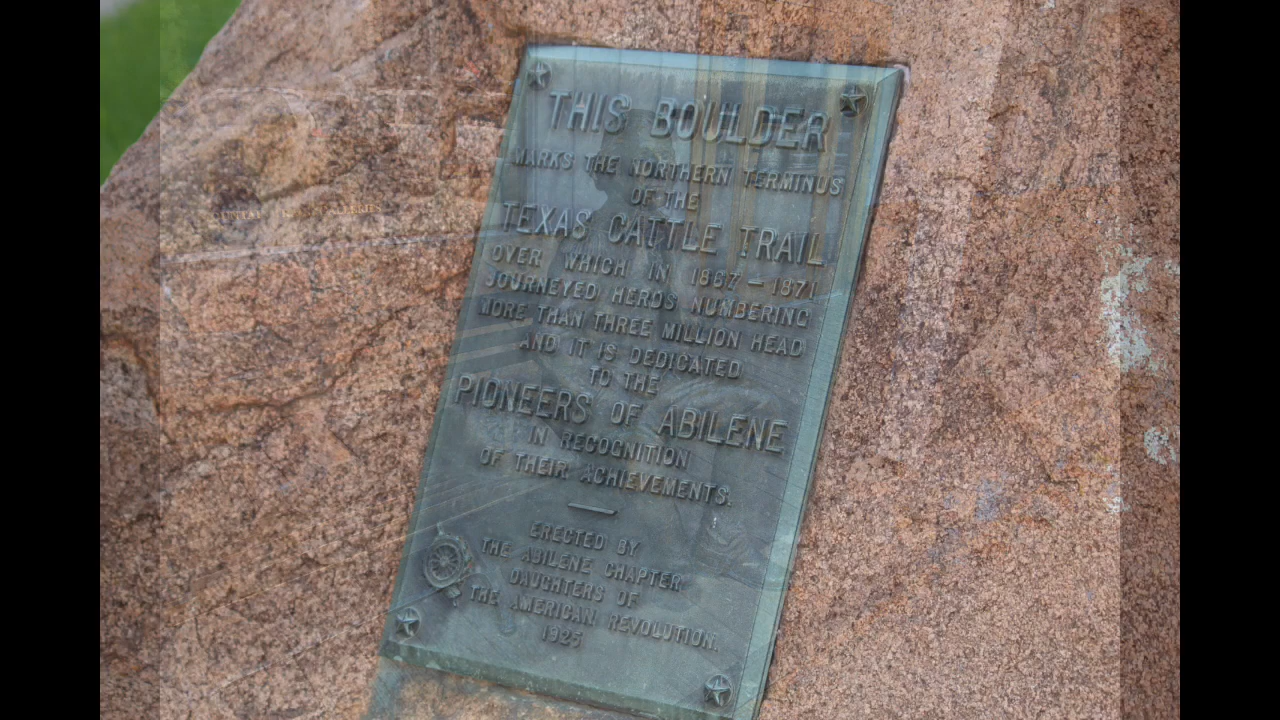 THIS BOULDER
MARKS THE NORTHERN TERMINUS
OF THE
TEXAS CATTLE TRAIL
OVER WHICH IN 1867 - 1871
JOURNEYED HERDS NUMBERING
MORE THAN THREE MILLION HEAD
AND IT IS DEDICATED
TO THE
PIONEERS OF ABILENE
IN RECOGNITION
OF THEIR ACHIEVEMENTS.
ERECTED BY
THE ABILENE CHAPTER
DAUGHTERS OF
THE AMERICAN REVOLUTION.
1925